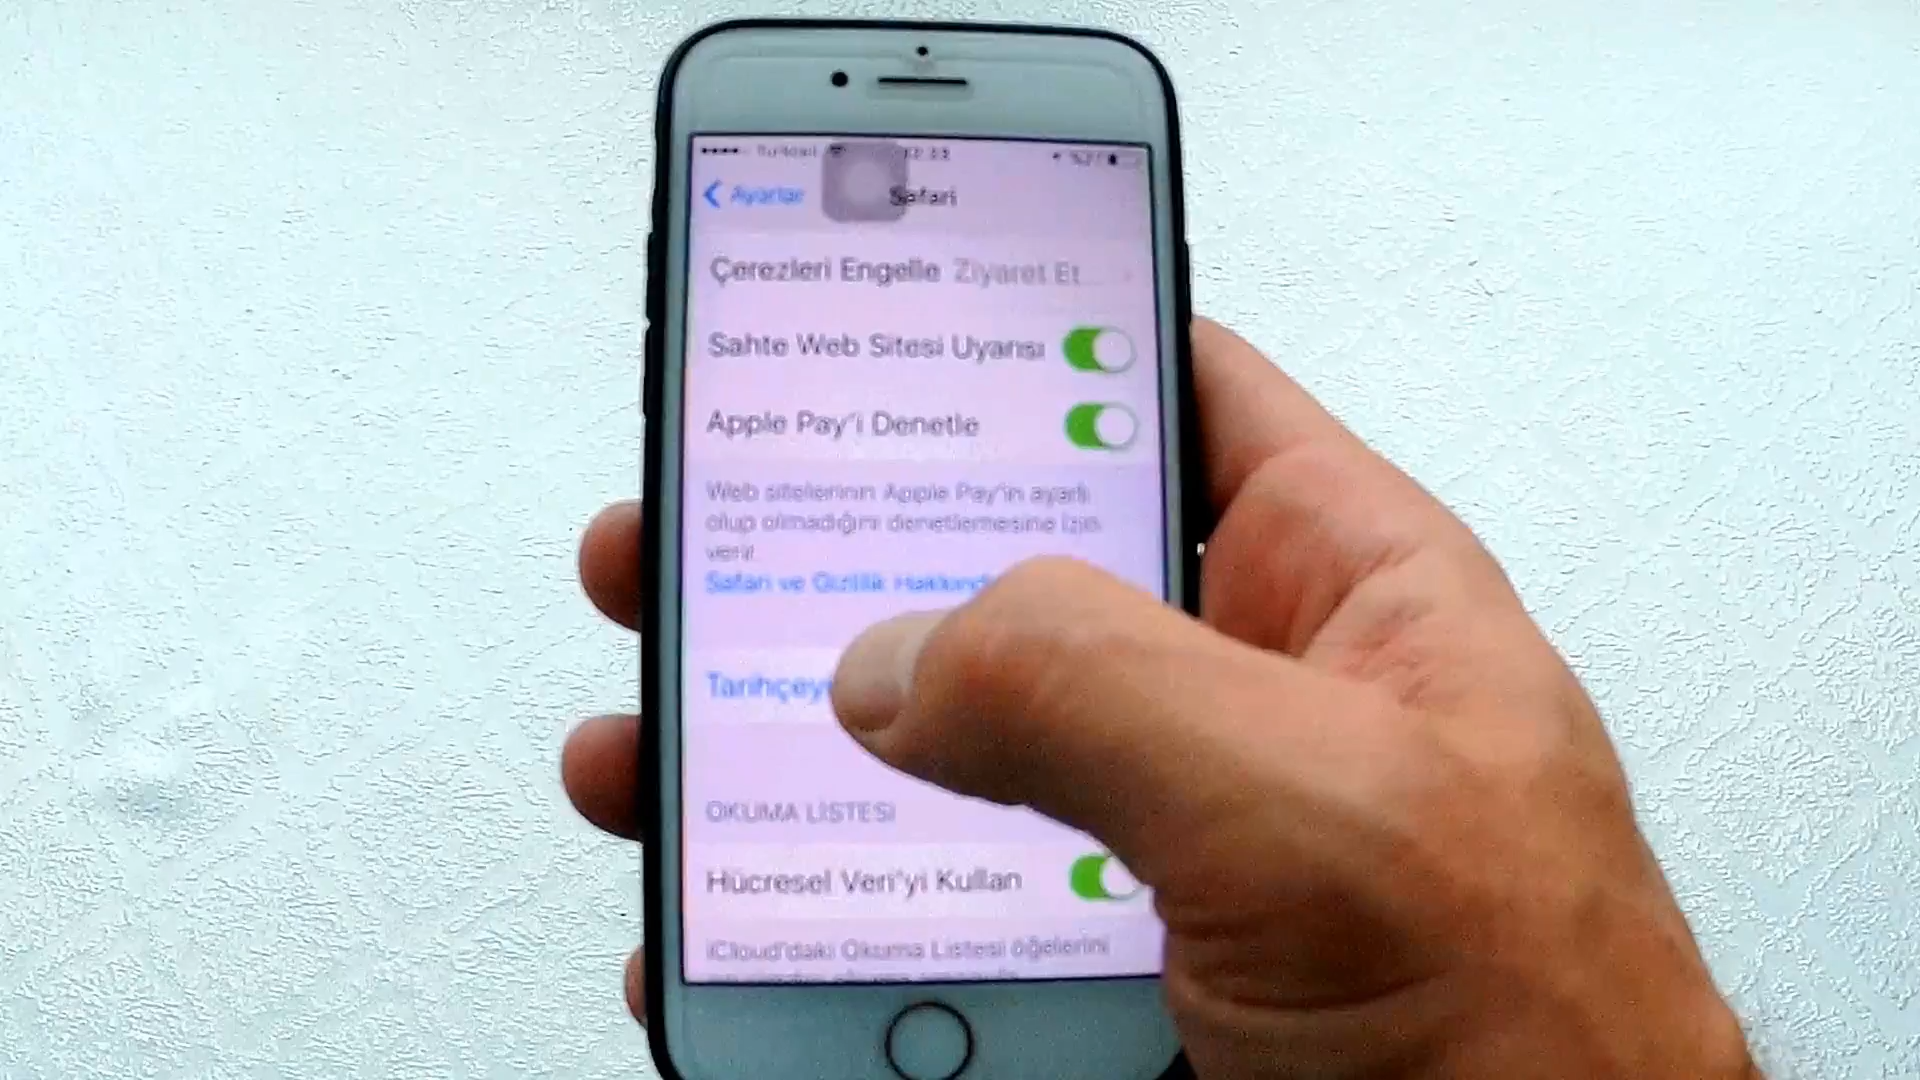 Turkcell
Ayarlar
Safari
Çerezleri Engelle Ziyaret Et...
Sahte Web Sitesi Uyarısı
Apple Pay'i Denetle
Web sitelerinin Apple Pay'in ayarlı
olup olmadığını denetlemesine izin
verir.
Safari ve Gizlilik Hakkında
OKUMA LİSTESİ
Hücresel Veri'yi Kullan
iCloud'daki Okuma Listesi öğelerini